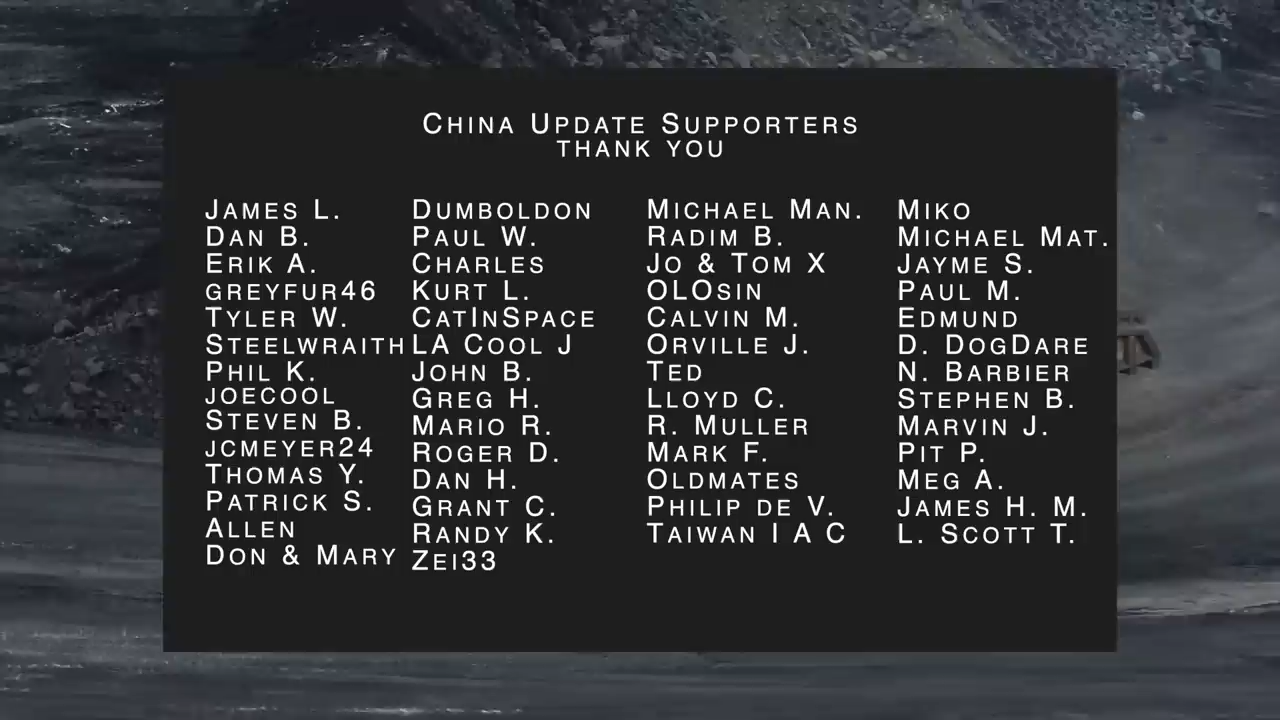 China Update Supporters
THANK YOU
James L.
Dan B.
Erik A.
greyfur46
Tyler W.
Steelwraith
Phil K.
joecool
Steven B.
jcmeyer24
Thomas Y.
Patrick S.
Allen
Don & Mary
Dumboldon
Paul W.
Charles
Kurt L.
CatInSpace
LA Cool J
John B.
Greg H.
Mario R.
Roger D.
Dan H.
Grant C.
Randy K.
Zei33
Michael Man.
Radim B.
Jo & Tom X
OLOsin
Calvin M.
Orville J.
Ted
Lloyd C.
R. Muller
Mark F.
Oldmates
Philip de V.
Taiwan I A C
Miko
Michael Mat.
Jayme S.
Paul M.
Edmund
D. DogDare
N. Barbier
Stephen B.
Marvin J.
Pit P.
Meg A.
James H. M.
L. Scott T.